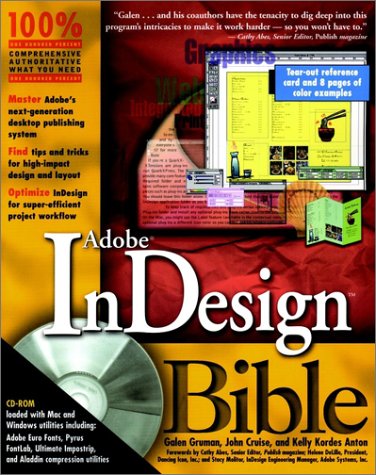 "Galen . . . and his coauthors have the tenacity to dig deep into this
program's intricacies to make it work harder — so you won't have to."
— Cathy Abes, Senior Editor, Publish magazine
100%
ONE HUNDRED PERCENT
COMPREHENSIVE
AUTHORITATIVE
WHAT YOU NEED
ONE HUNDRED PERCENT
Master Adobe's
next-generation
desktop publishing
system
Find tips and tricks
for high-impact
design and layout
Optimize InDesign
for super-efficient
project workflow
Graphics
Tear-out reference
card and 8 pages of
color examples
Adobe®
InDesign™
Bible
CD-ROM
loaded with Mac and
Windows utilities including:
Adobe Euro Fonts, Pyrus
FontLab, Ultimate Impostrip,
and Aladdin compression utilities
Galen Gruman, John Cruise, and Kelly Kordes Anton
Forewords by Cathy Abes, Senior Editor, Publish magazine; Helene DeLillo, President,
Dancing Icon, Inc.; and Stacy Molitor, InDesign Engineering Manager, Adobe Systems, Inc.